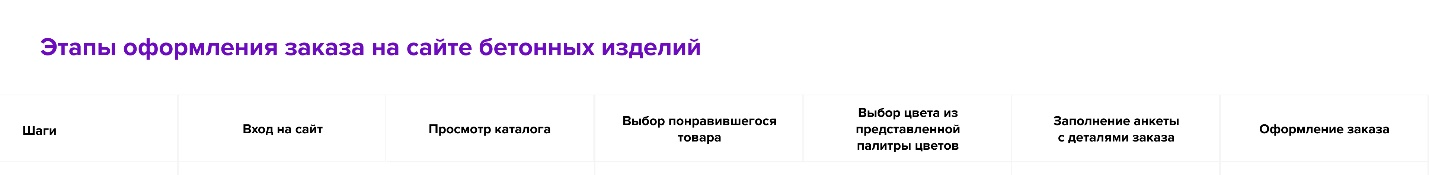 Этапы оформления заказа на сайте бетонных изделий
Шаги
Вход на сайт
Просмотр каталога
Выбор понравившегося
товара
Выбор цвета из
представленной
палитры цветов
Заполнение анкеты
с деталями заказа
Оформление заказа